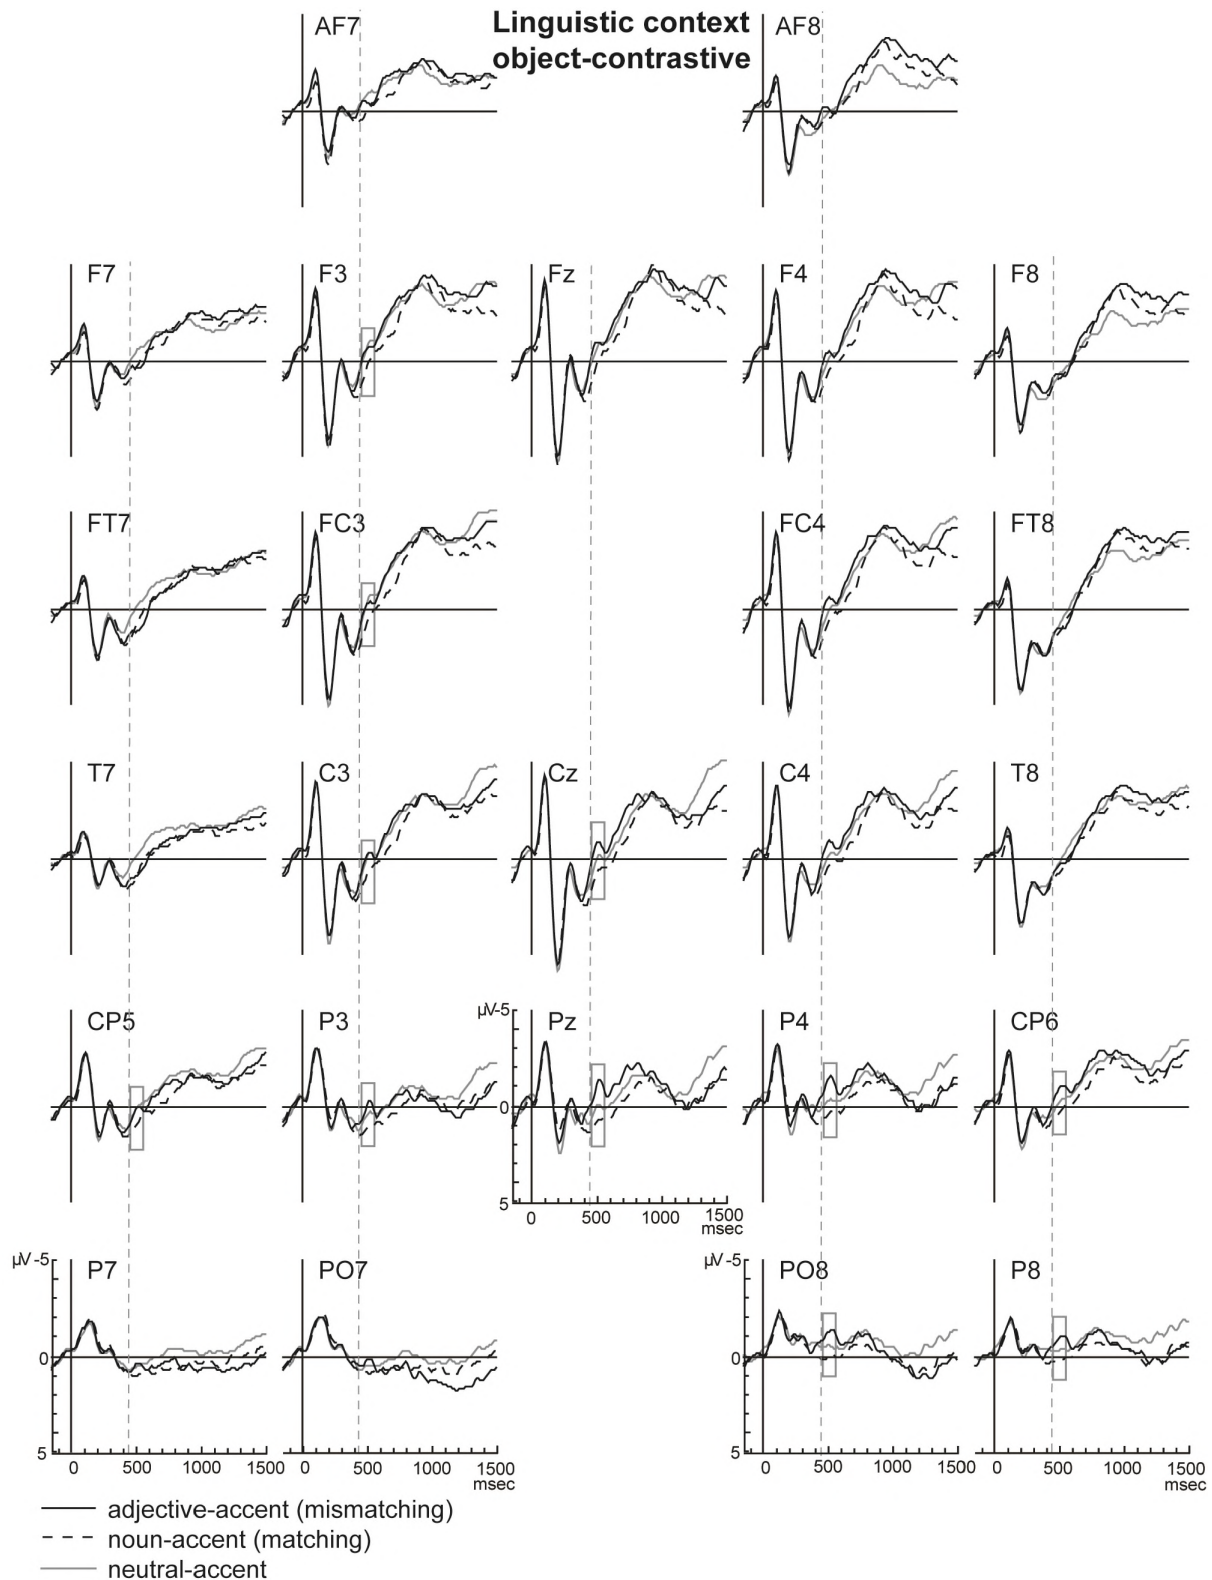 AF7
Linguistic context
object-contrastive
AF8
F7
F3
Fz
F4
F8
FT7
FC3
FC4
FT8
T7
C3
Cz
C4
T8
CP5
P3
µV-5
Pz
P4
CP6
0
5
0 500 1000 1500
msec
µV -5
P7
PO7
µV -5
PO8
P8
0
0
5
5
0 500 1000 1500
0 500 1000 1500
msec
0 500 1000 1500
0 500 1000 1500
msec
adjective-accent (mismatching)
noun-accent (matching)
neutral-accent